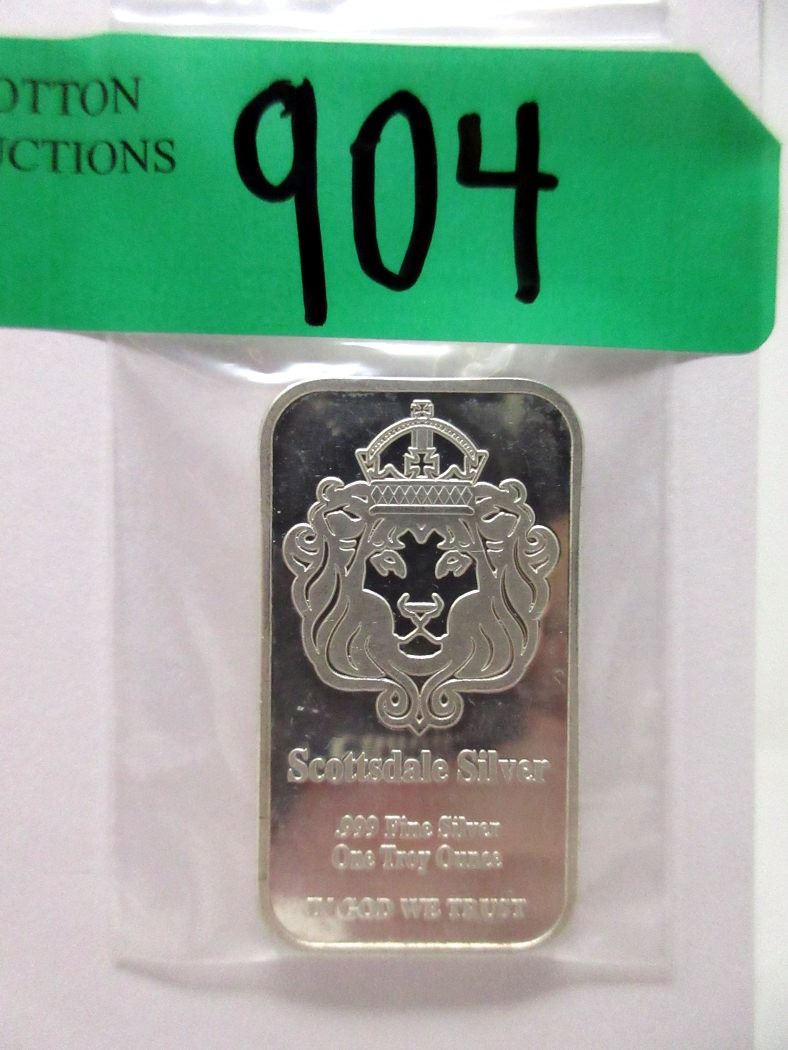 OTTON
UCTIONS
904
Scottsdale Silver
.999 Fine Silver
One Troy Ounce
IN GOD WE TRUST